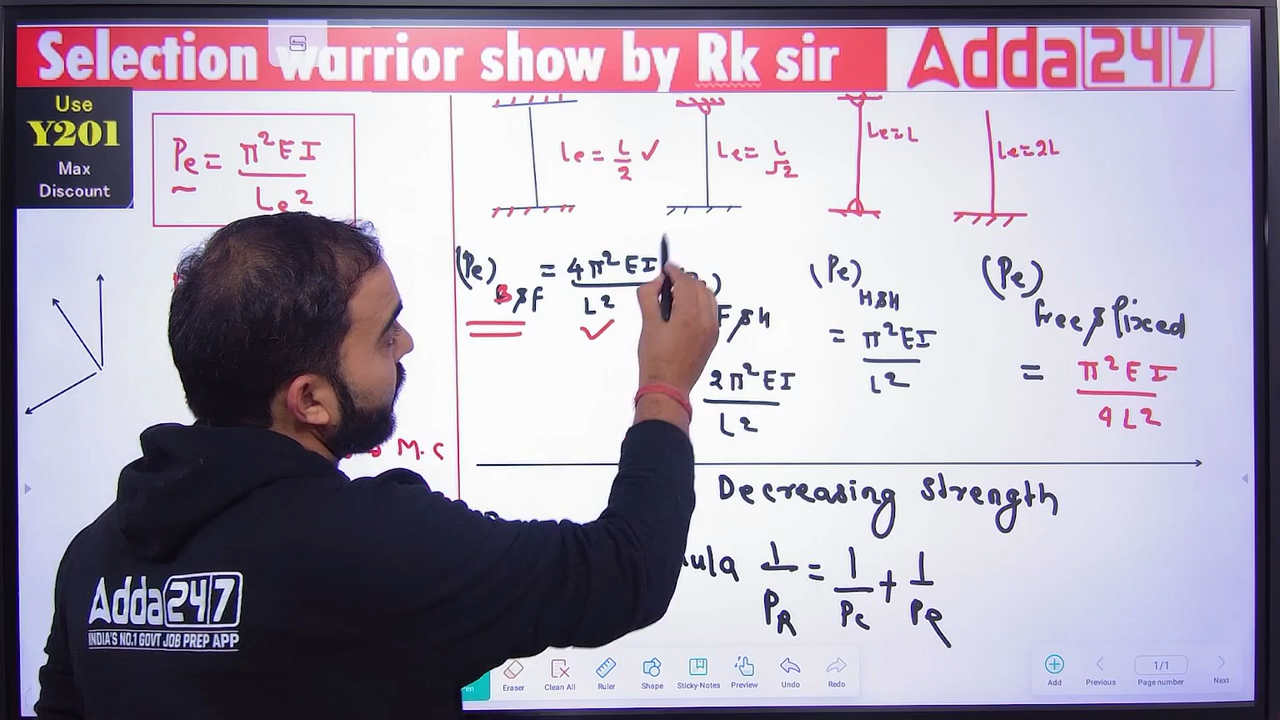 Selection warrior show by Rk sir
Adda247
Use
Y201
Max
Discount
Pe = π²EI
Le²
Le = L/2 ✓
Le = L/√2
Le=L
Le=2L
(Pe) B&F = 4π²EI
L²
F&H
2π²EI
L²
(Pe) H&H
= π²EI
L²
(Pe) free & fixed
= π²EI
4L²
M.C
Decreasing strength
ula 1/PR = 1/Pc + 1/Pe
Adda247
INDIA'S NO.1 GOVT JOB PREP APP
en
Eraser
Clean All
Ruler
Shape
Sticky-Notes
Preview
Undo
Redo
Add
Previous
1/1
Page number
Next